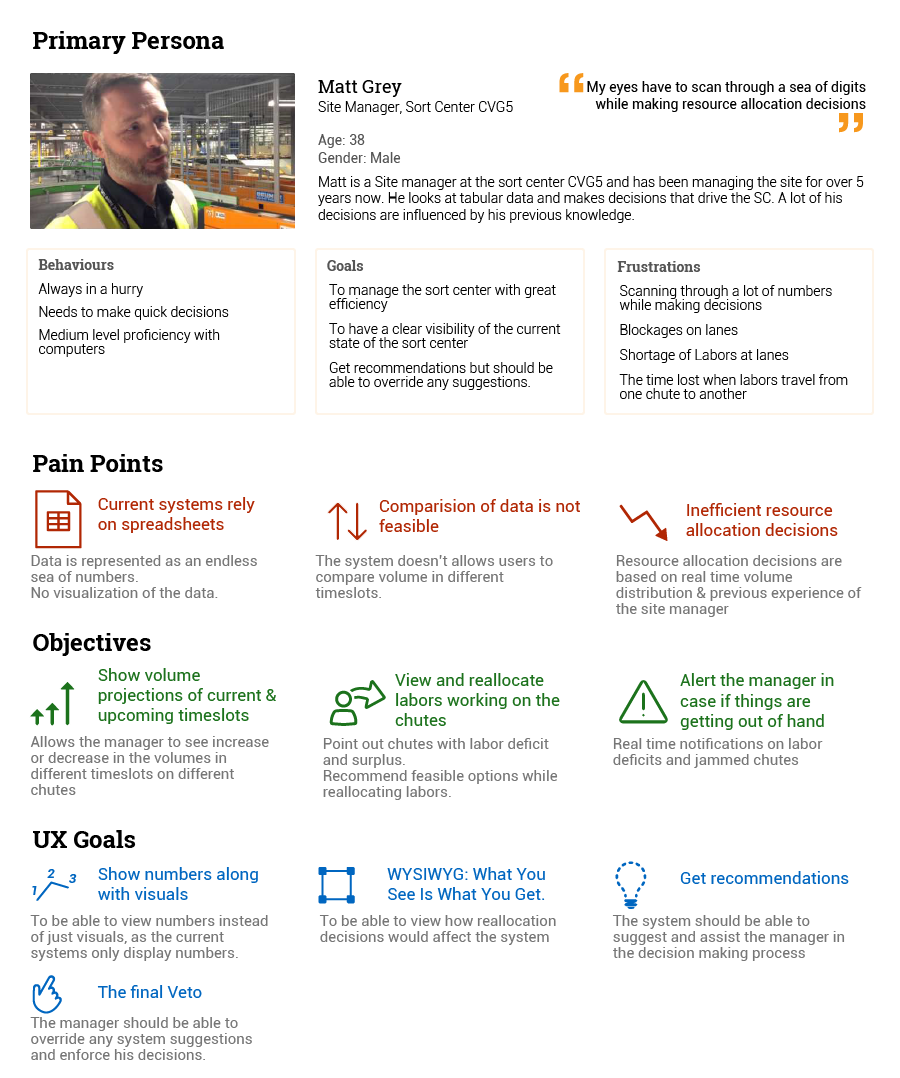 Primary Persona
Matt Grey
Site Manager, Sort Center CVG5
“My eyes have to scan through a sea of digits
while making resource allocation decisions
”
Age: 38
Gender: Male
Matt is a Site manager at the sort center CVG5 and has been managing the site for over 5
years now. He looks at tabular data and makes decisions that drive the SC. A lot of his
decisions are influenced by his previous knowledge.
Behaviours
Always in a hurry
Needs to make quick decisions
Medium level proficiency with
computers
Goals
To manage the sort center with great
efficiency
To have a clear visibility of the current
state of the sort center
Get recommendations but should be
able to override any suggestions.
Frustrations
Scanning through a lot of numbers
while making decisions
Blockages on lanes
Shortage of Labors at lanes
The time lost when labors travel from
one chute to another
Pain Points
Current systems rely
on spreadsheets
Data is represented as an endless
sea of numbers.
No visualization of the data.
Comparision of data is not
feasible
The system doesn't allows users to
compare volume in different
timeslots.
Inefficient resource
allocation decisions
Resource allocation decisions are
based on real time volume
distribution & previous experience of
the site manager
Objectives
Show volume
projections of current &
upcoming timeslots
Allows the manager to see increase
or decrease in the volumes in
different timeslots on different
chutes
View and reallocate
labors working on the
chutes
Point out chutes with labor deficit
and surplus.
Recommend feasible options while
reallocating labors.
Alert the manager in
case if things are
getting out of hand
Real time notifications on labor
deficits and jammed chutes
UX Goals
1 2 3
Show numbers along
with visuals
To be able to view numbers instead
of just visuals, as the current
systems only display numbers.
WYSIWYG: What You
See Is What You Get.
To be able to view how reallocation
decisions would affect the system
Get recommendations
The system should be able to
suggest and assist the manager in
the decision making process
The final Veto
The manager should be able to
override any system suggestions
and enforce his decisions.